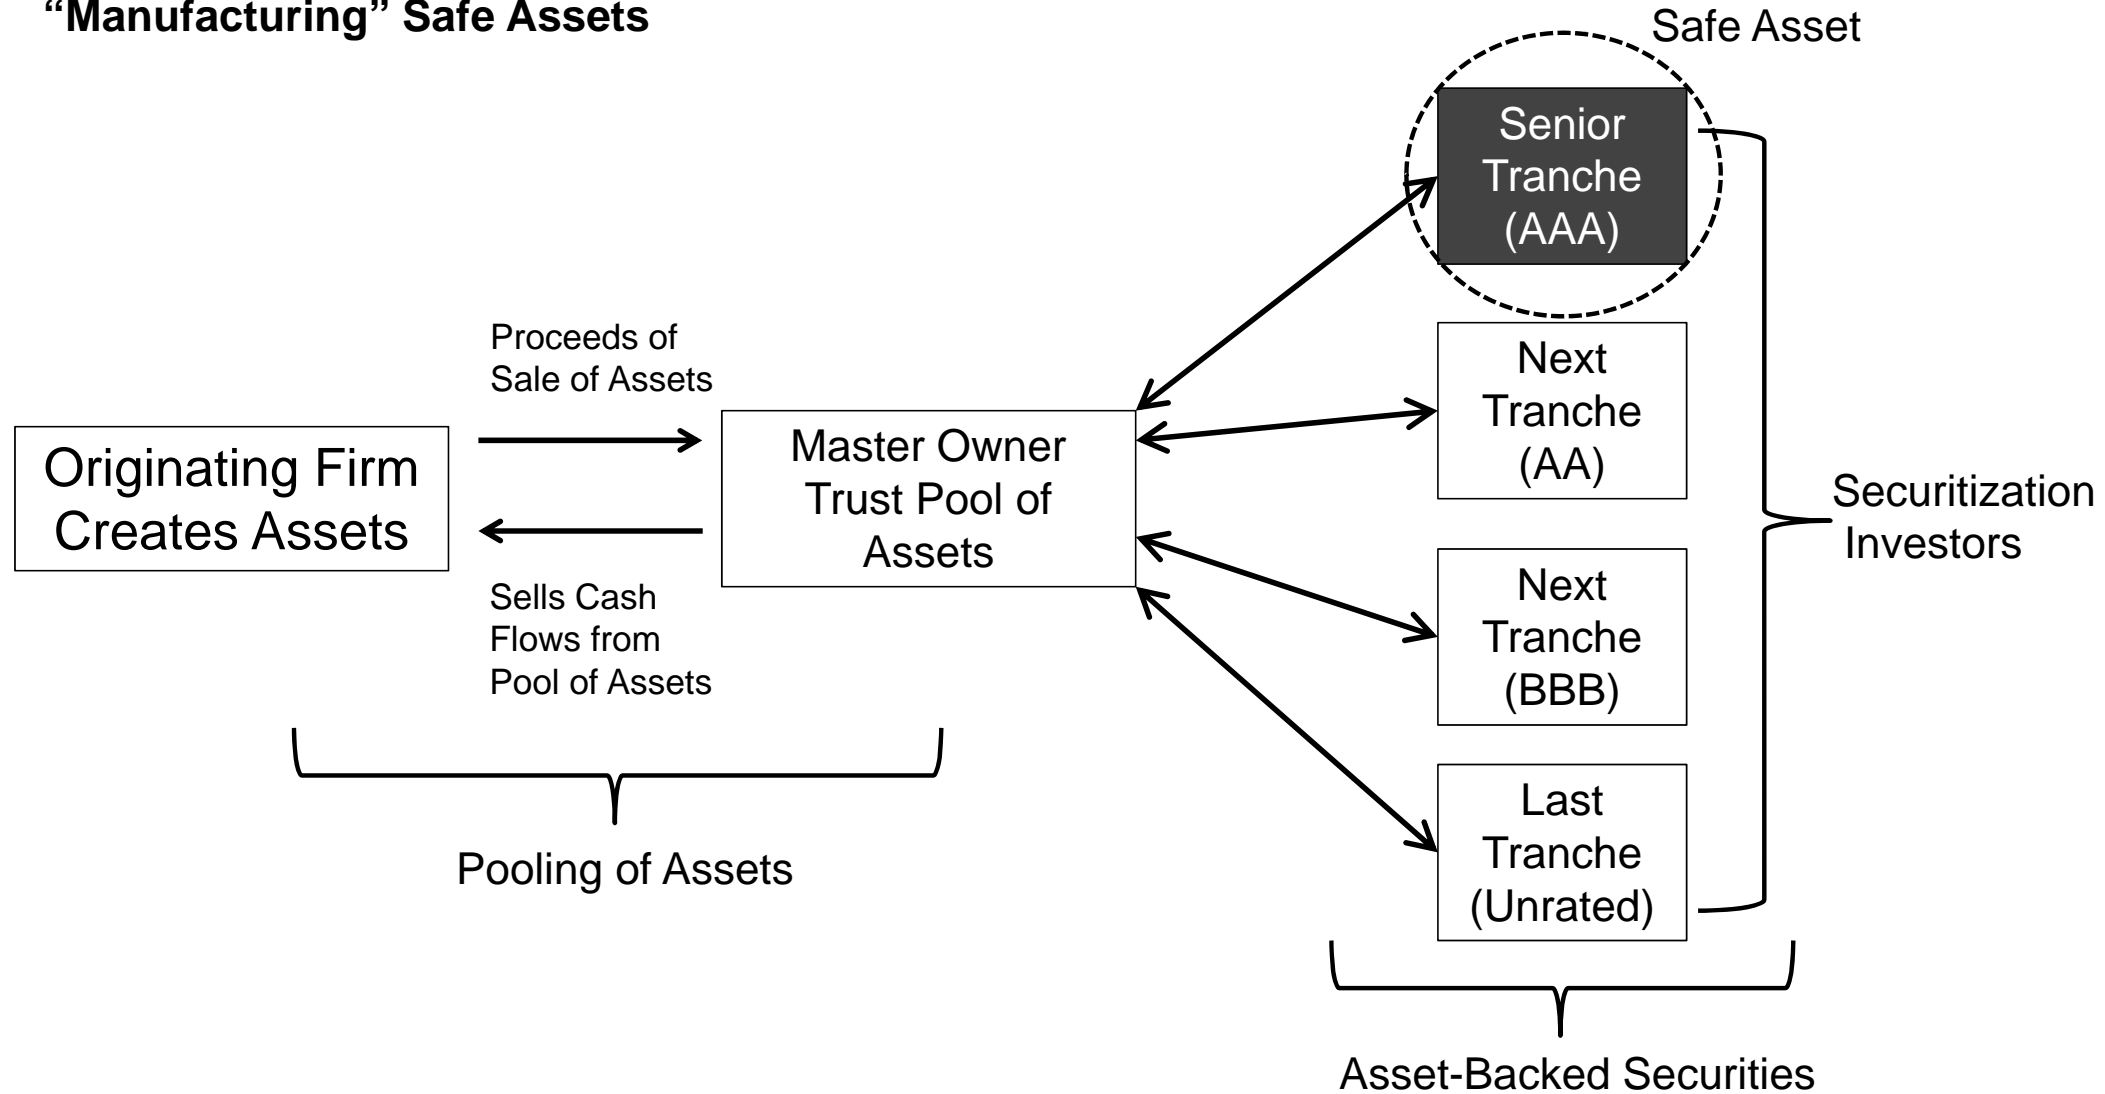 “Manufacturing” Safe Assets
Safe Asset
Senior
Tranche
(AAA)
Proceeds of
Sale of Assets
Next
Tranche
(AA)
Originating Firm
Creates Assets
Master Owner
Trust Pool of
Assets
Securitization
Investors
Sells Cash
Flows from
Pool of Assets
Next
Tranche
(BBB)
Last
Tranche
(Unrated)
Pooling of Assets
Asset-Backed Securities